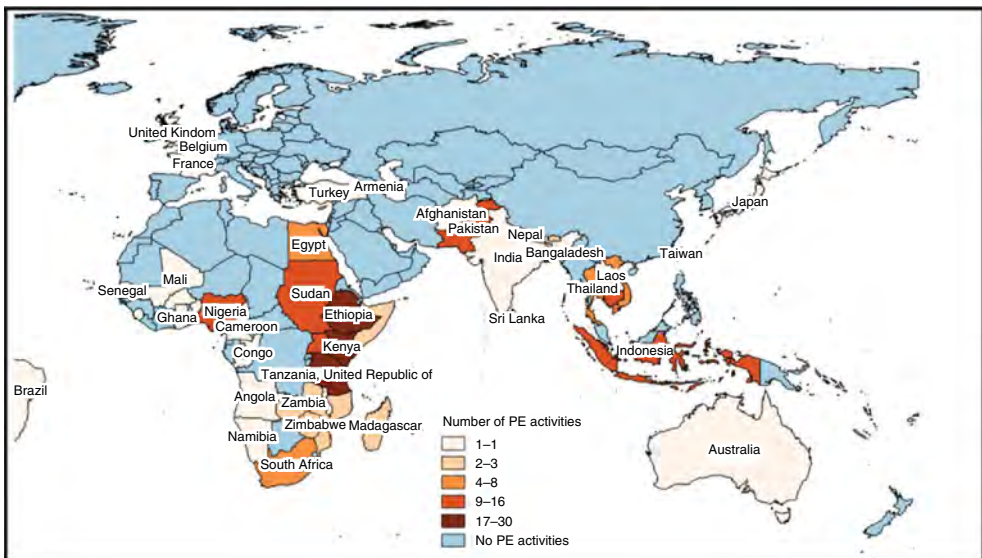 United Kindom
Belgium
France
Turkey
Armenia
Japan
Afghanistan
Pakistan
Nepal
Egypt
India
Bangladesh
Taiwan
Mali
Laos
Senegal
Sudan
Thailand
Nigeria
Ethiopia
Ghana
Sri Lanka
Cameroon
Kenya
Indonesia
Congo
Tanzania, United Republic of
Brazil
Angola
Zambia
Zimbabwe
Madagascar
Namibia
Australia
South Africa
Number of PE activities
1–1
2–3
4–8
9–16
17–30
No PE activities